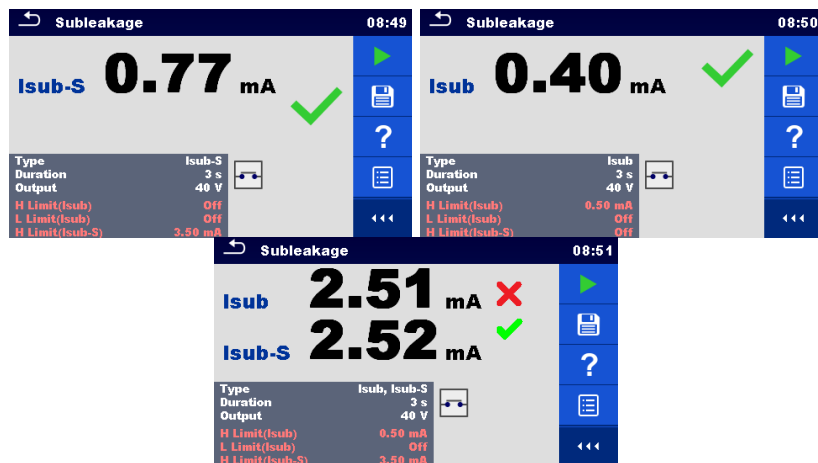 Subleakage 08:49
Isub-S 0.77 mA
?
Type Isub-S
Duration 3 s
Output 40 V
H Limit(Isub) Off
L Limit(Isub) Off
H Limit(Isub-S) 3.50 mA
Subleakage 08:50
Isub 0.40 mA
?
Type Isub
Duration 3 s
Output 40 V
H Limit(Isub) 0.50 mA
L Limit(Isub) Off
H Limit(Isub-S) Off
Subleakage 08:51
Isub 2.51 mA
Isub-S 2.52 mA
?
Type Isub, Isub-S
Duration 3 s
Output 40 V
H Limit(Isub) 0.50 mA
L Limit(Isub) Off
H Limit(Isub-S) 3.50 mA